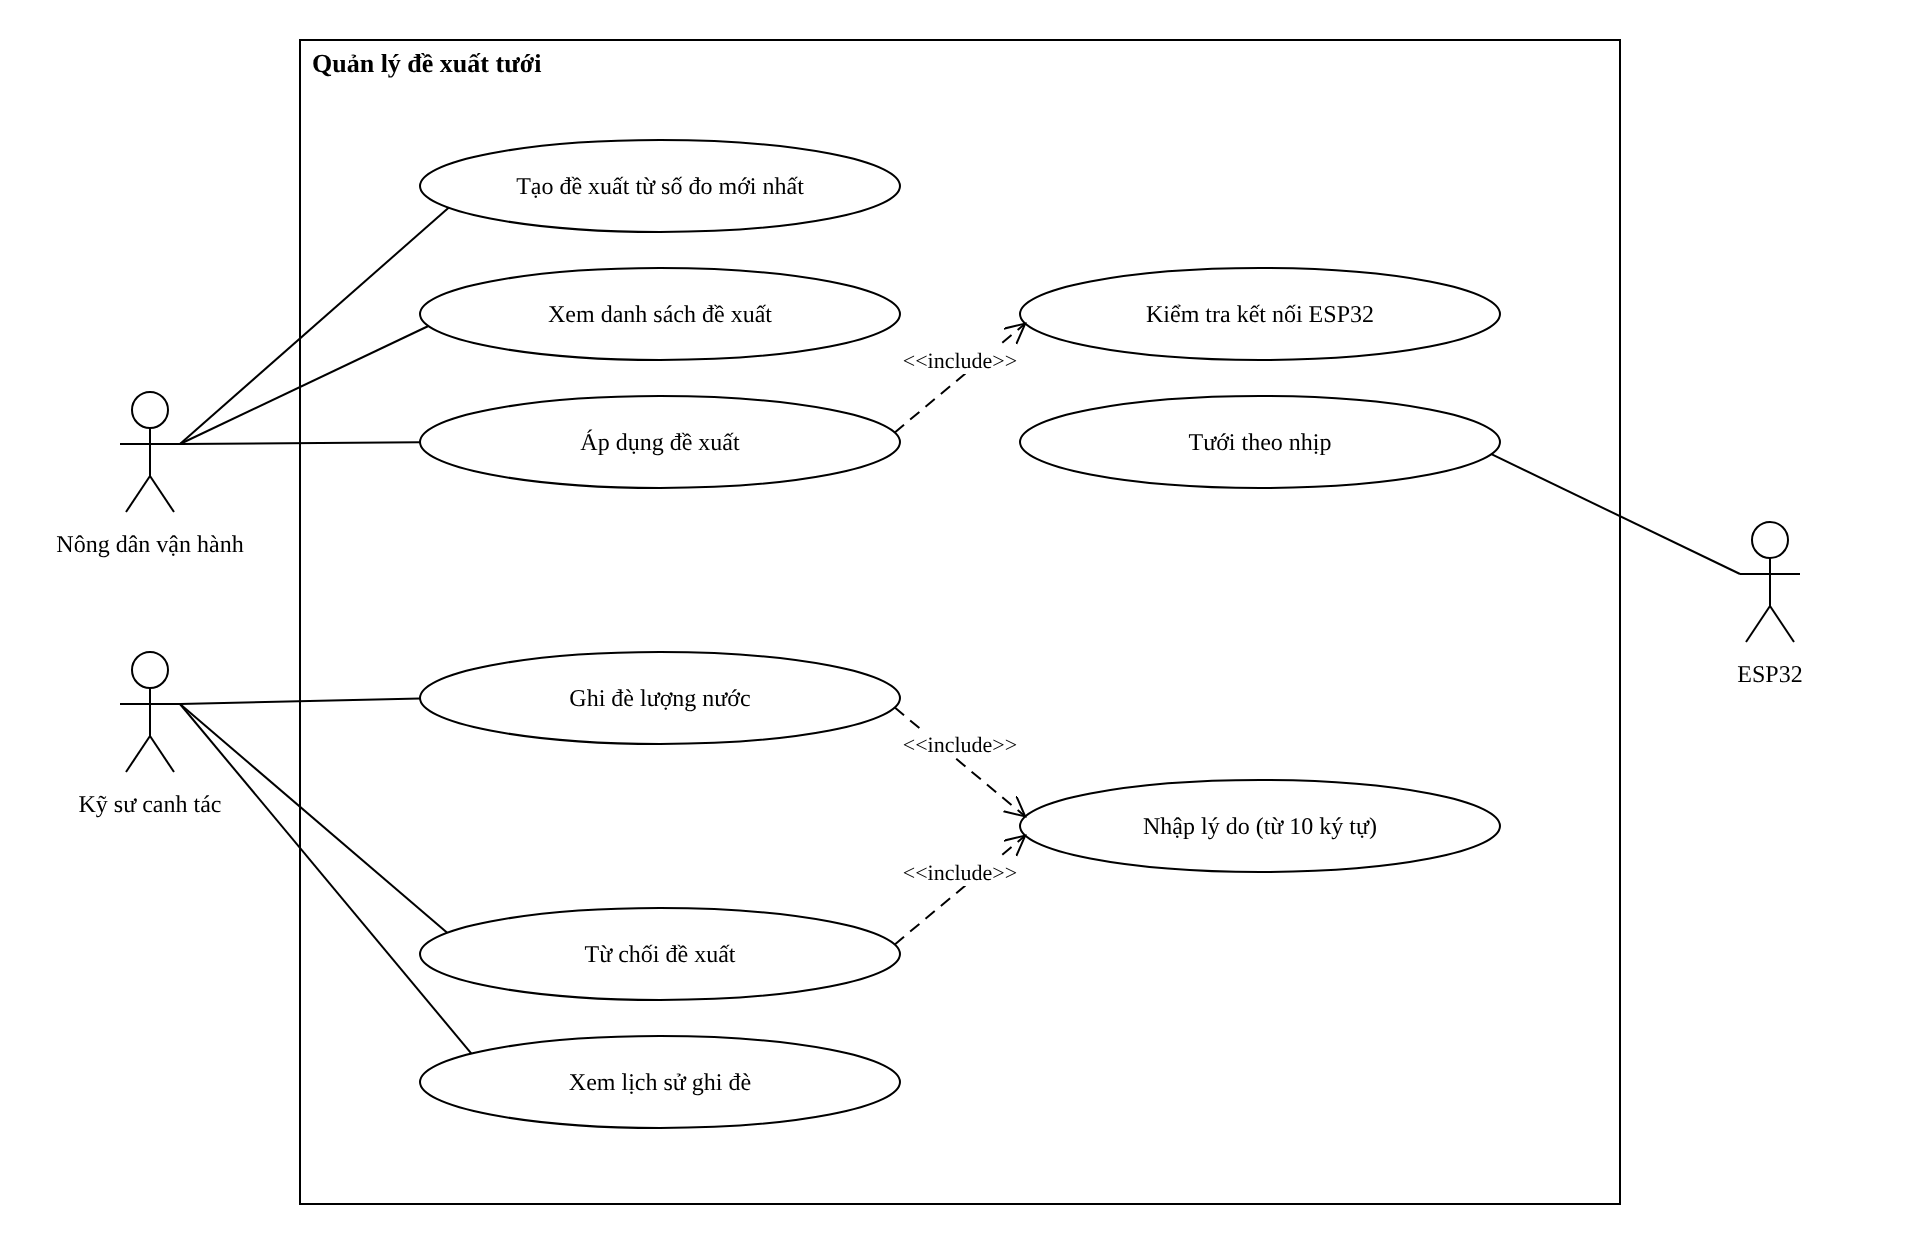 Quản lý đề xuất tưới
Tạo đề xuất từ số đo mới nhất
Xem danh sách đề xuất
Kiểm tra kết nối ESP32
<<include>>
Áp dụng đề xuất
Tưới theo nhịp
Nông dân vận hành
ESP32
Ghi đè lượng nước
<<include>>
Kỹ sư canh tác
Nhập lý do (từ 10 ký tự)
<<include>>
Từ chối đề xuất
Xem lịch sử ghi đè